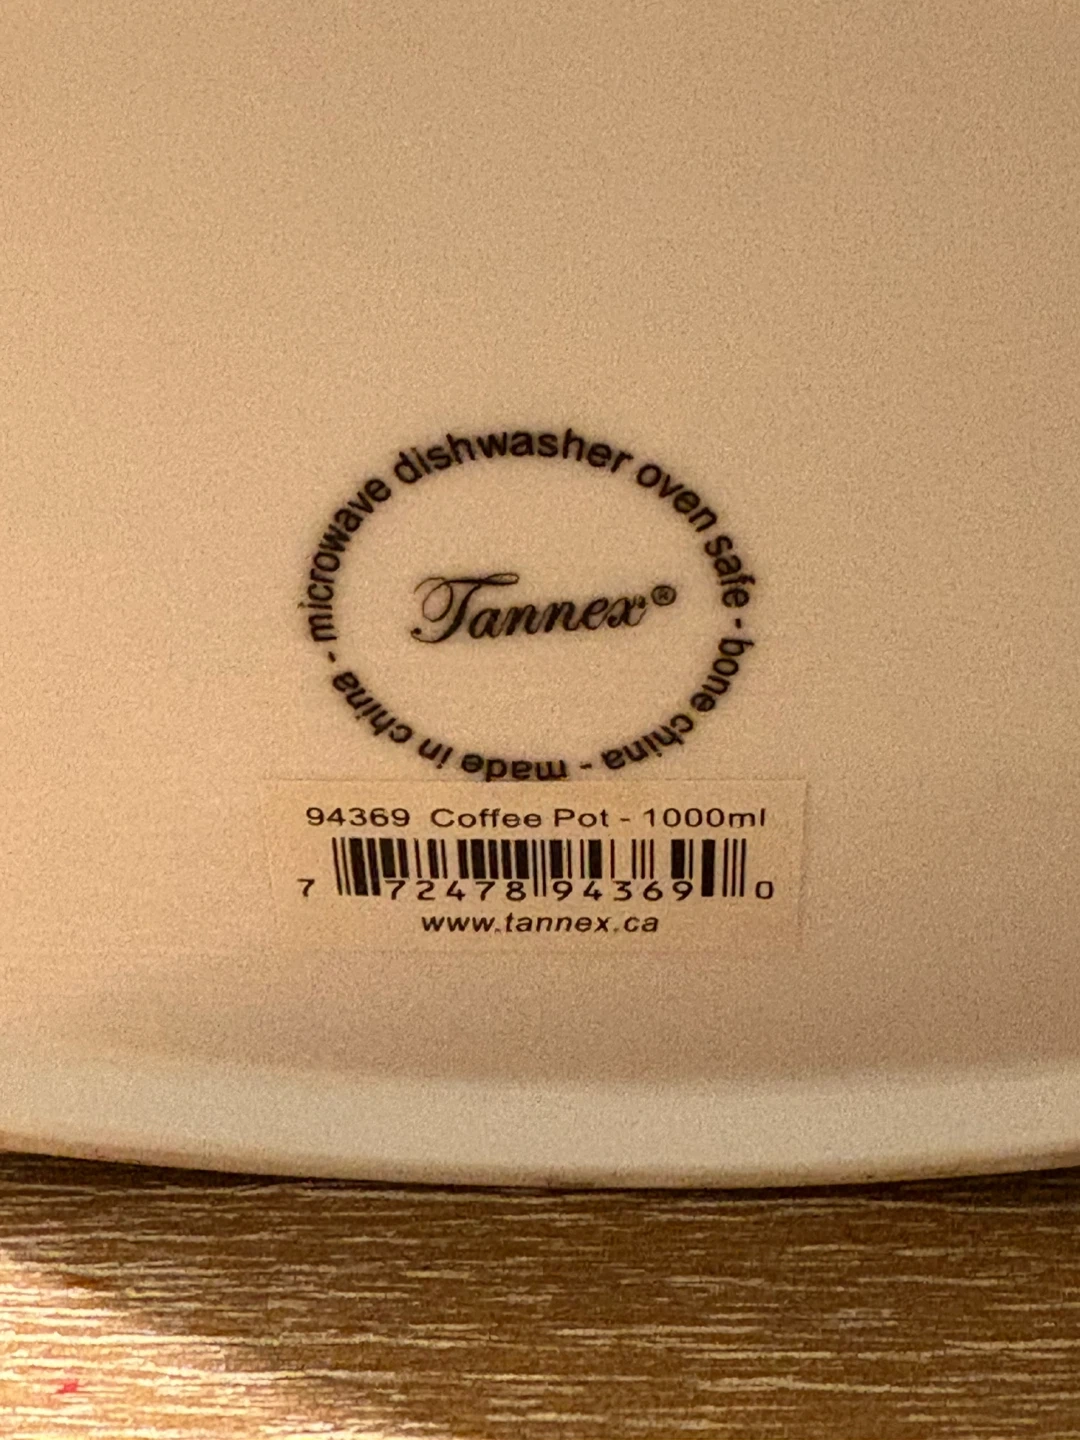 microwave dishwasher oven safe - bone china - made in china -
Tannex®
94369 Coffee Pot - 1000ml
7 72478 94369 0
www.tannex.ca